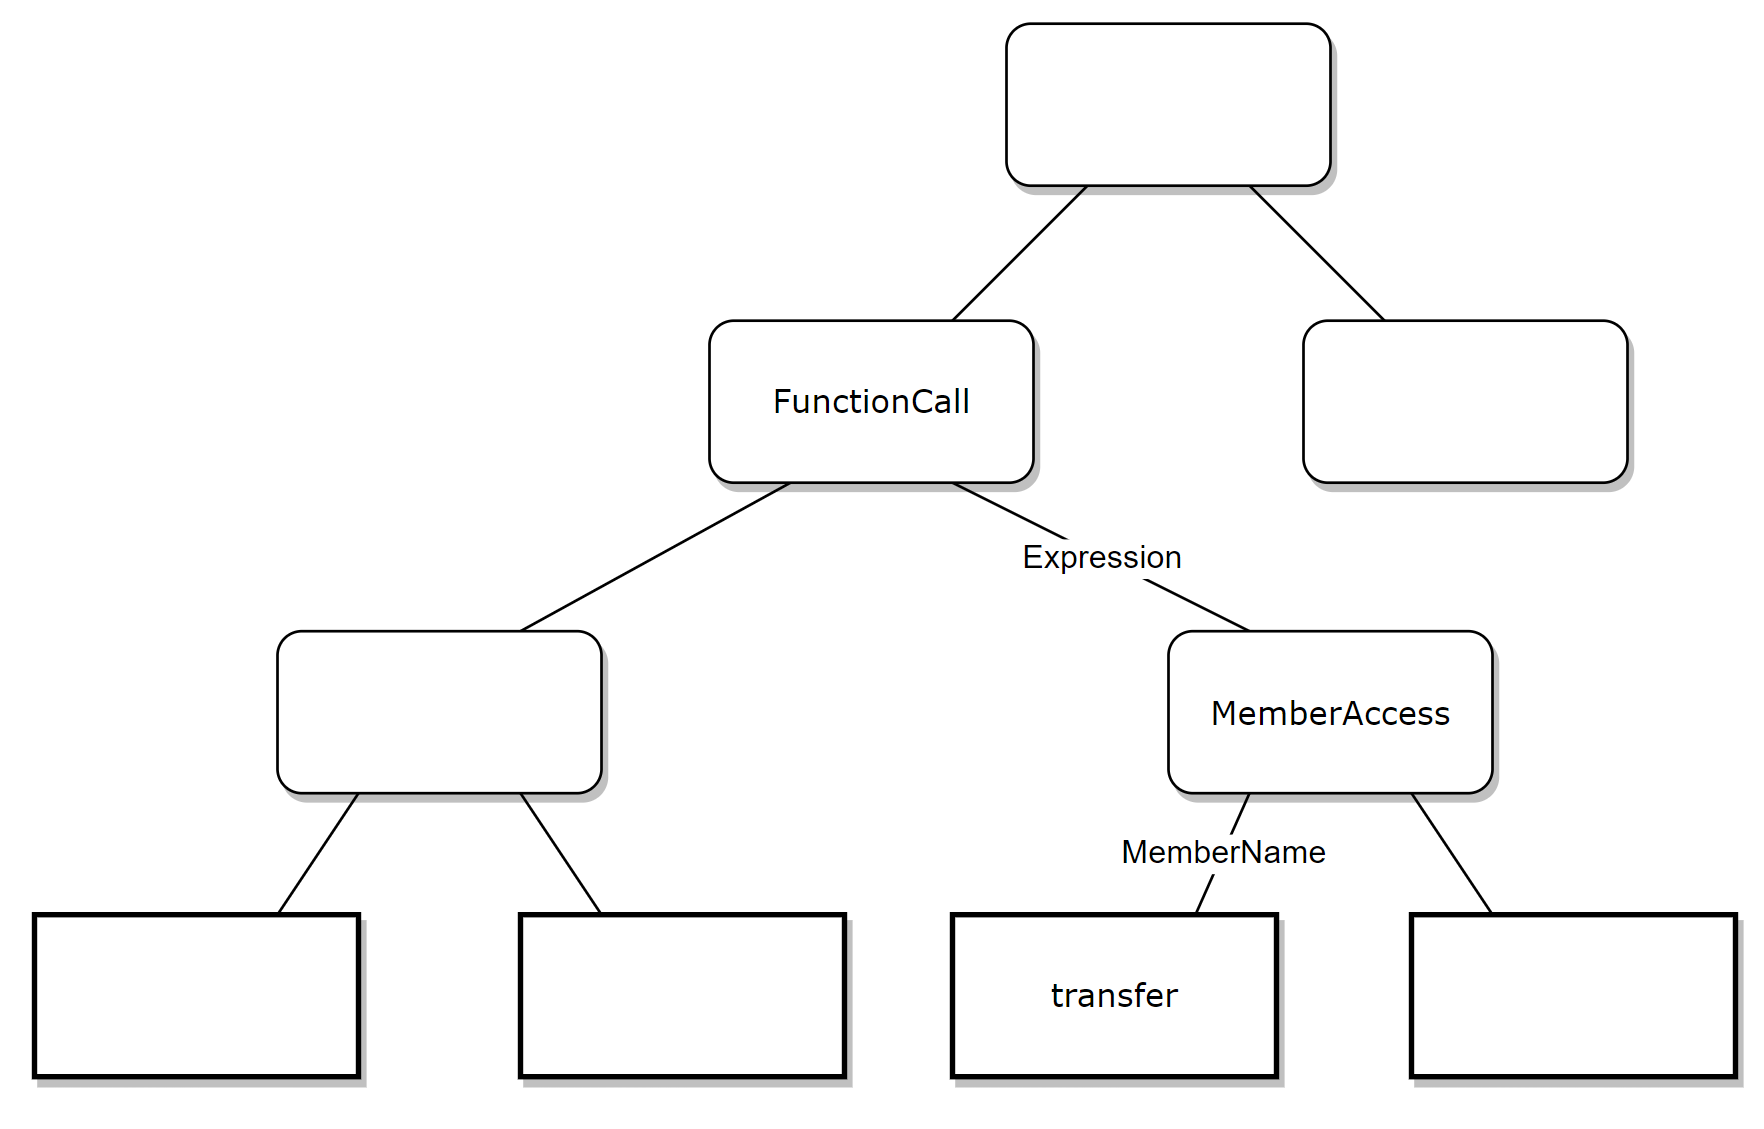 FunctionCall
Expression
MemberAccess
MemberName
transfer